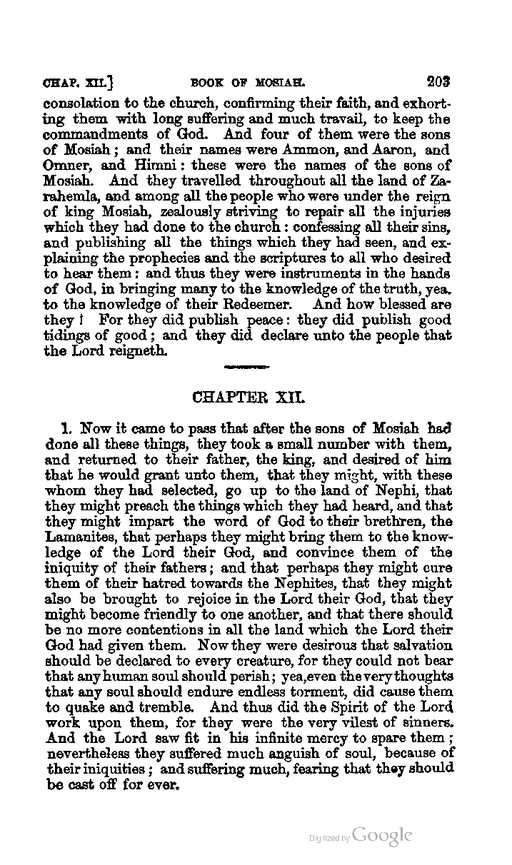 CHAP. XII.] BOOK OF MOSIAH. 203
consolation to the church, confirming their faith, and exhort-
ing them with long suffering and much travail, to keep the
commandments of God. And four of them were the sons
of Mosiah; and their names were Ammon, and Aaron, and
Omner, and Himni: these were the names of the sons of
Mosiah. And they travelled throughout all the land of Za-
rahemla, and among all the people who were under the reign
of king Mosiah, zealously striving to repair all the injuries
which they had done to the church: confessing all their sins,
and publishing all the things which they had seen, and ex-
plaining the prophecies and the scriptures to all who desired
to hear them: and thus they were instruments in the hands
of God, in bringing many to the knowledge of the truth, yea.
to the knowledge of their Redeemer. And how blessed are
they! For they did publish peace: they did publish good
tidings of good; and they did declare unto the people that
the Lord reigneth.
CHAPTER XII.
1. Now it came to pass that after the sons of Mosiah had
done all these things, they took a small number with them,
and returned to their father, the king, and desired of him
that he would grant unto them, that they might, with these
whom they had selected, go up to the land of Nephi, that
they might preach the things which they had heard, and that
they might impart the word of God to their brethren, the
Lamanites, that perhaps they might bring them to the know-
ledge of the Lord their God, and convince them of the
iniquity of their fathers; and that perhaps they might cure
them of their hatred towards the Nephites, that they might
also be brought to rejoice in the Lord their God, that they
might become friendly to one another, and that there should
be no more contentions in all the land which the Lord their
God had given them. Now they were desirous that salvation
should be declared to every creature, for they could not bear
that any human soul should perish; yea, even the very thoughts
that any soul should endure endless torment, did cause them
to quake and tremble. And thus did the Spirit of the Lord
work upon them, for they were the very vilest of sinners.
And the Lord saw fit in his infinite mercy to spare them;
nevertheless they suffered much anguish of soul, because of
their iniquities; and suffering much, fearing that they should
be cast off for ever.
Digitized by Google